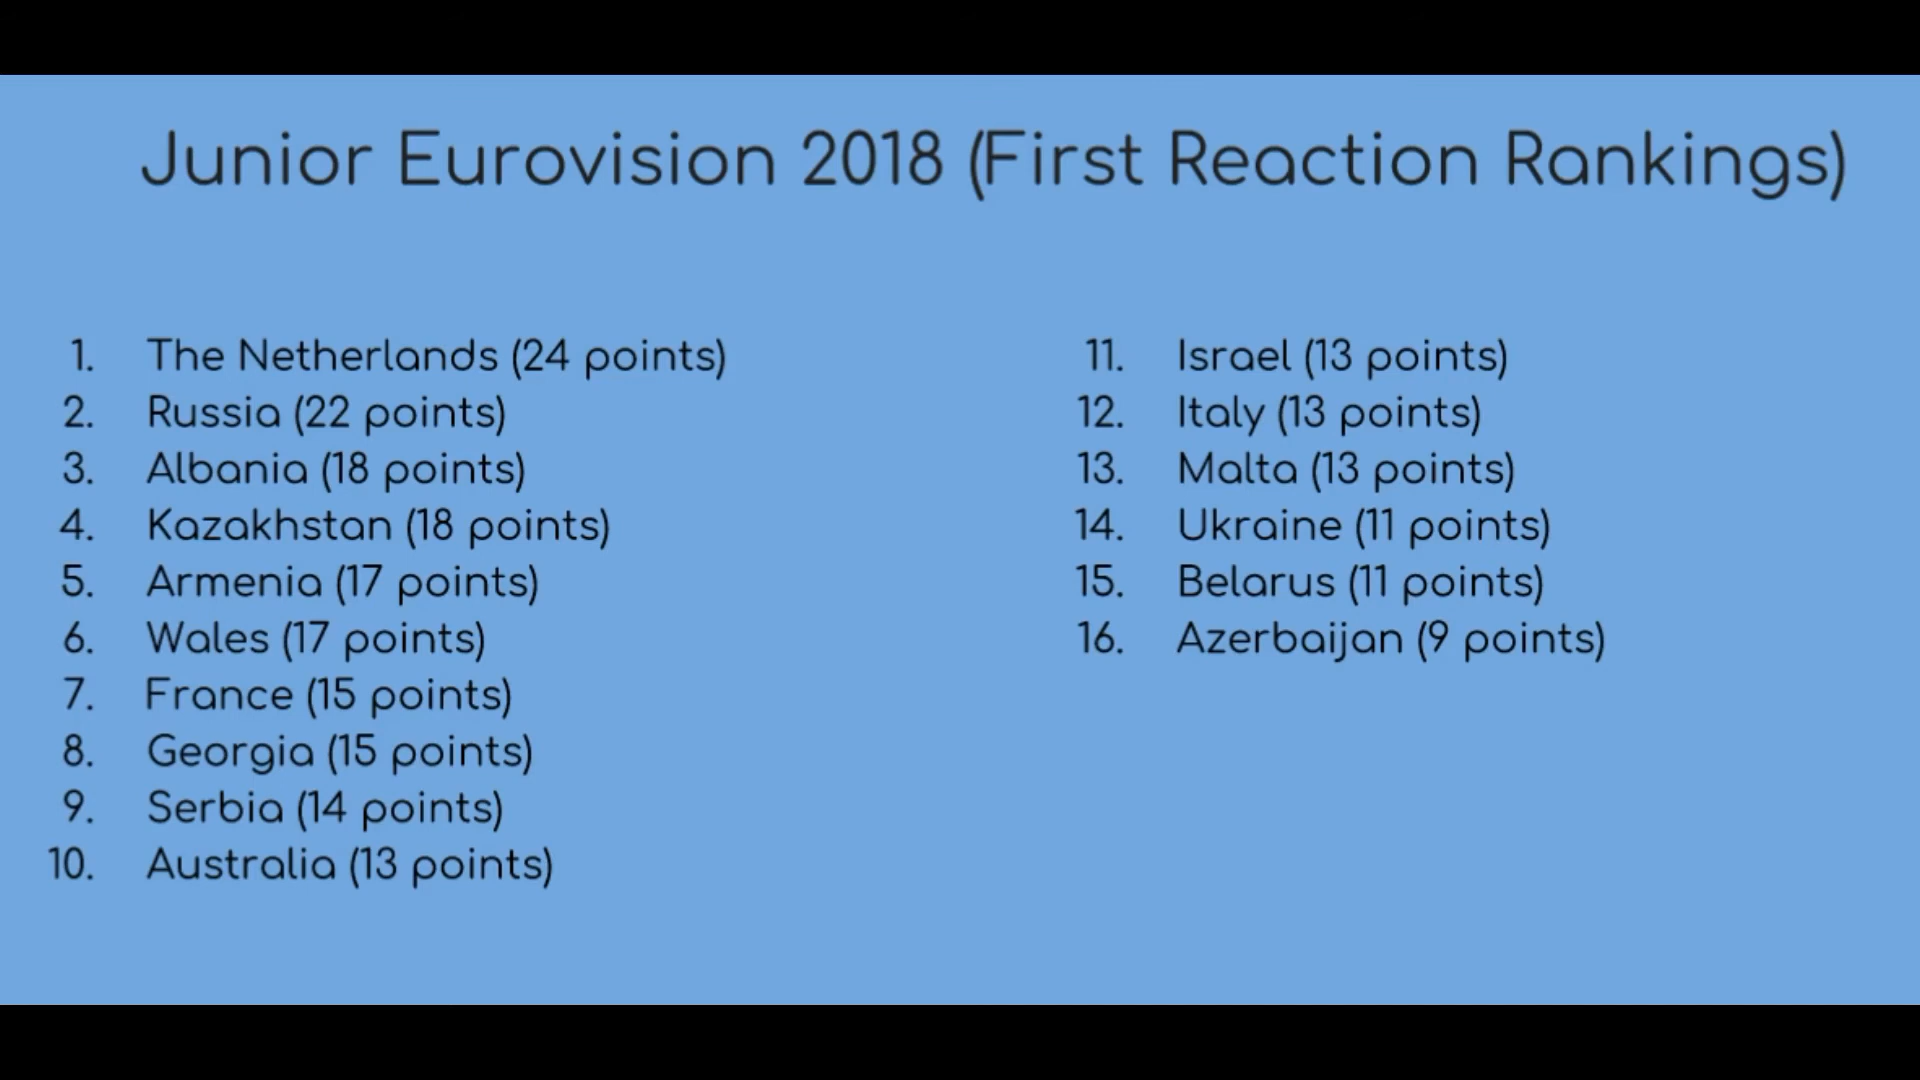 Junior Eurovision 2018 (First Reaction Rankings)
1. The Netherlands (24 points)
2. Russia (22 points)
3. Albania (18 points)
4. Kazakhstan (18 points)
5. Armenia (17 points)
6. Wales (17 points)
7. France (15 points)
8. Georgia (15 points)
9. Serbia (14 points)
10. Australia (13 points)
11. Israel (13 points)
12. Italy (13 points)
13. Malta (13 points)
14. Ukraine (11 points)
15. Belarus (11 points)
16. Azerbaijan (9 points)